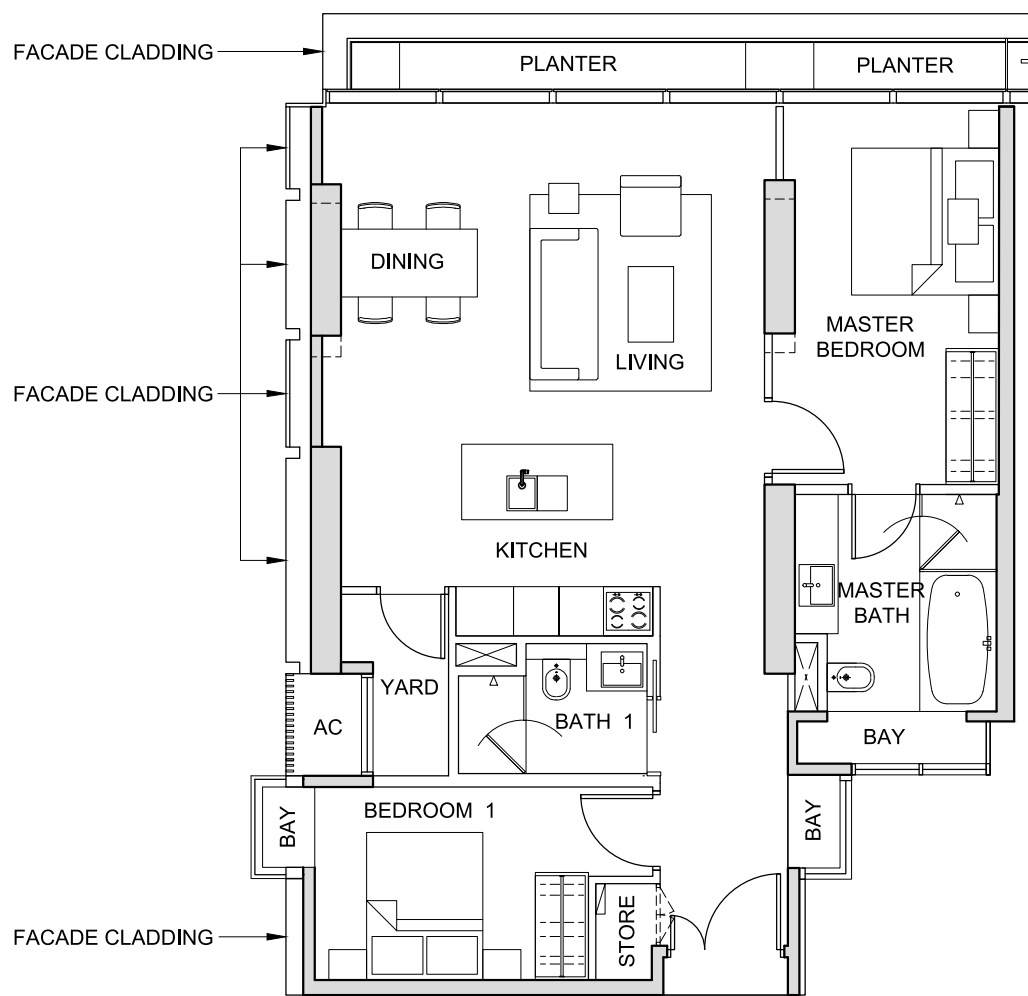 FACADE CLADDING
PLANTER
PLANTER
DINING
MASTER
BEDROOM
LIVING
FACADE CLADDING
KITCHEN
MASTER
BATH
YARD
BATH 1
AC
BAY
BEDROOM 1
BAY
BAY
STORE
FACADE CLADDING